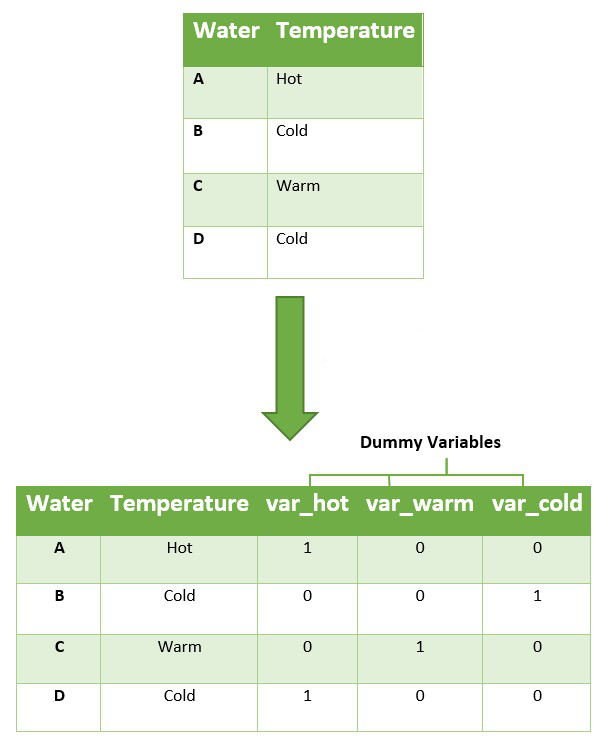 Water Temperature
A Hot
B Cold
C Warm
D Cold
Dummy Variables
Water Temperature var_hot var_warm var_cold
A Hot 1 0 0
B Cold 0 0 1
C Warm 0 1 0
D Cold 1 0 0